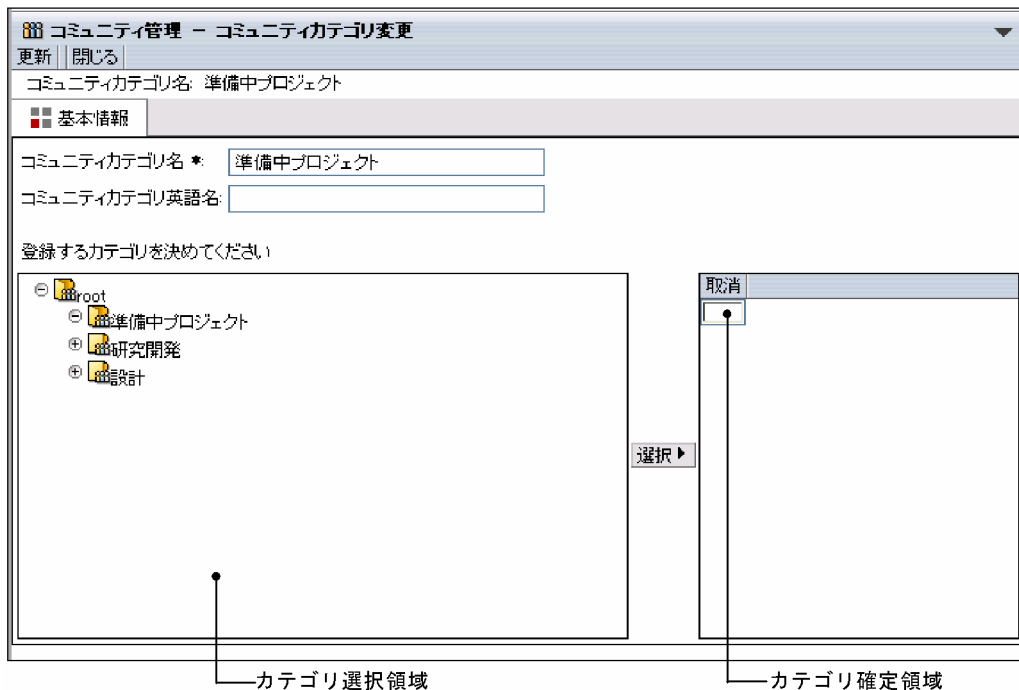 コミュニティ管理 － コミュニティカテゴリ変更
更新 閉じる
コミュニティカテゴリ名: 準備中プロジェクト
基本情報
コミュニティカテゴリ名 *: 準備中プロジェクト
コミュニティカテゴリ英語名:
登録するカテゴリを決めてください
root
準備中プロジェクト
研究開発
設計
選択
取消
カテゴリ選択領域
カテゴリ確定領域